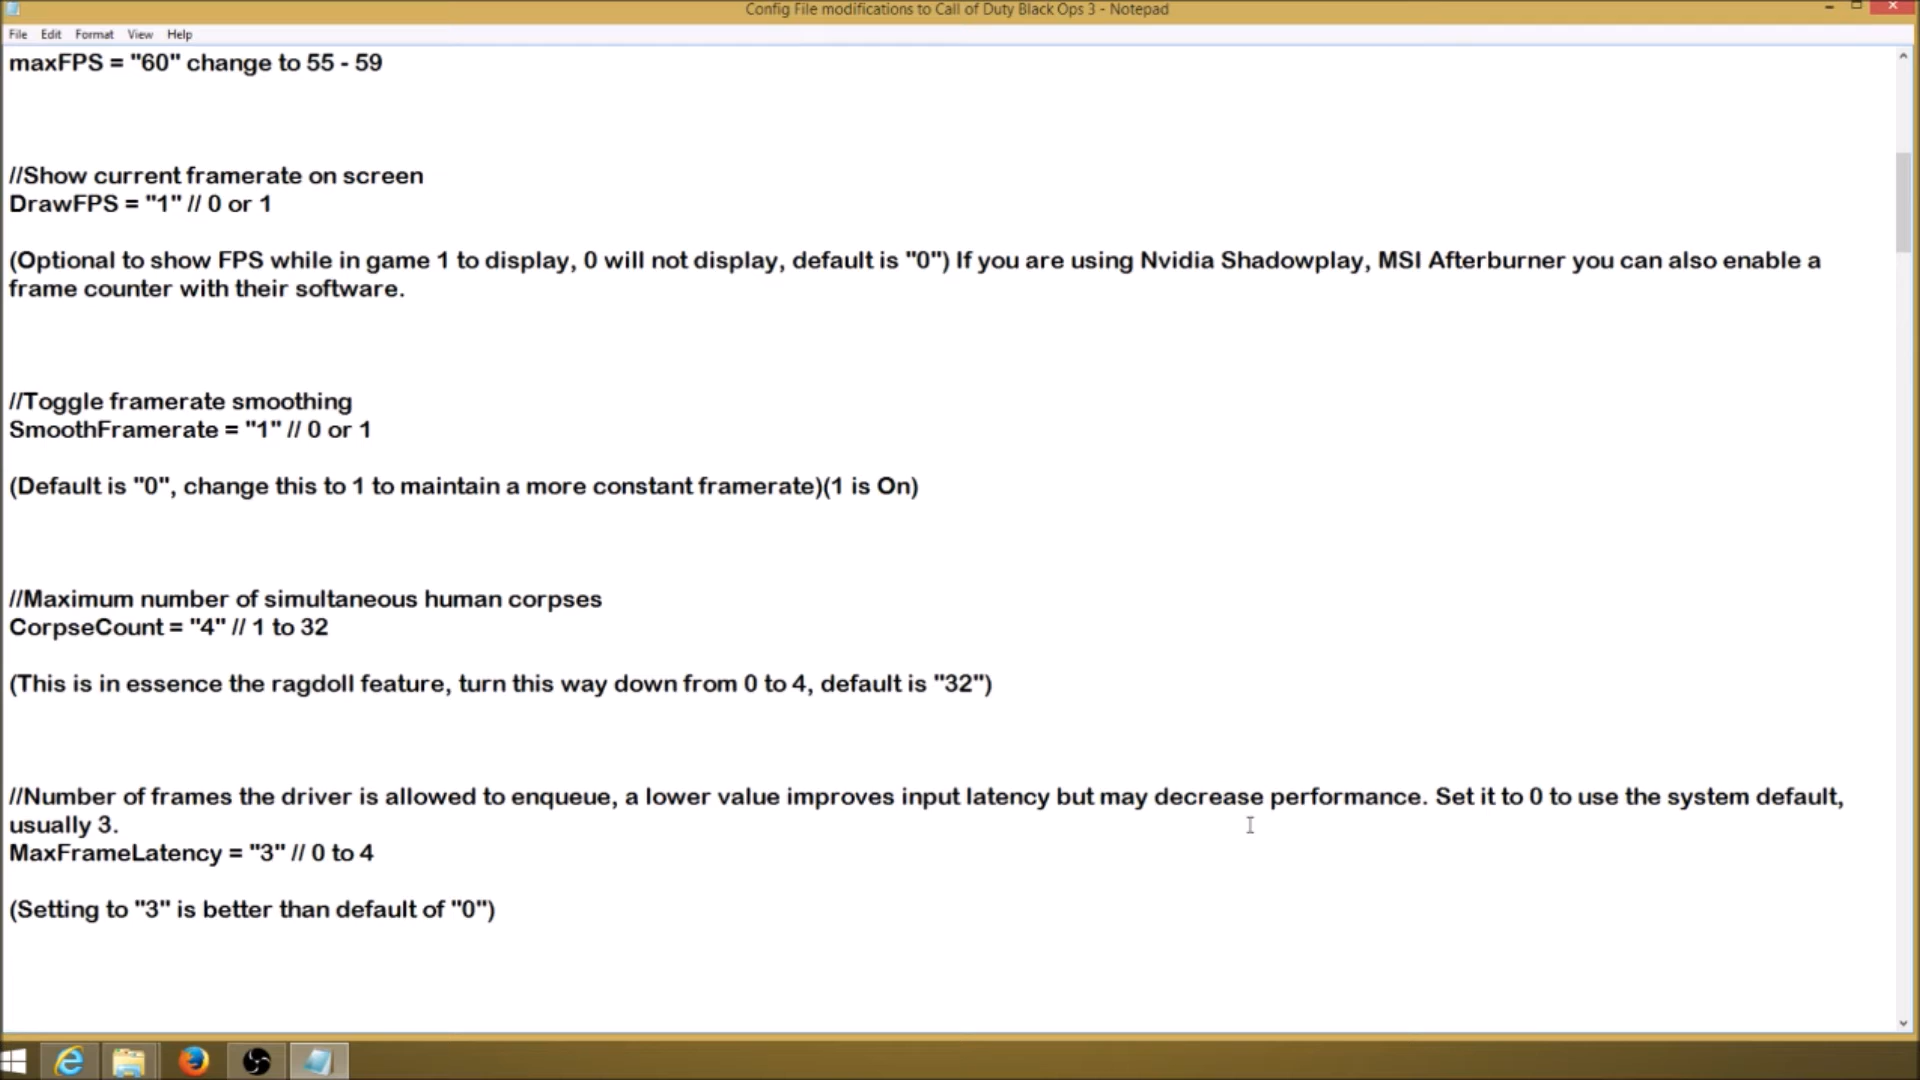 Config File modifications to Call of Duty Black Ops 3 - Notepad
File Edit Format View Help
maxFPS = "60" change to 55 - 59
//Show current framerate on screen
DrawFPS = "1" // 0 or 1
(Optional to show FPS while in game 1 to display, 0 will not display, default is "0") If you are using Nvidia Shadowplay, MSI Afterburner you can also enable a
frame counter with their software.
//Toggle framerate smoothing
SmoothFramerate = "1" // 0 or 1
(Default is "0", change this to 1 to maintain a more constant framerate)(1 is On)
//Maximum number of simultaneous human corpses
CorpseCount = "4" // 1 to 32
(This is in essence the ragdoll feature, turn this way down from 0 to 4, default is "32")
//Number of frames the driver is allowed to enqueue, a lower value improves input latency but may decrease performance. Set it to 0 to use the system default,
usually 3.
MaxFrameLatency = "3" // 0 to 4
(Setting to "3" is better than default of "0")